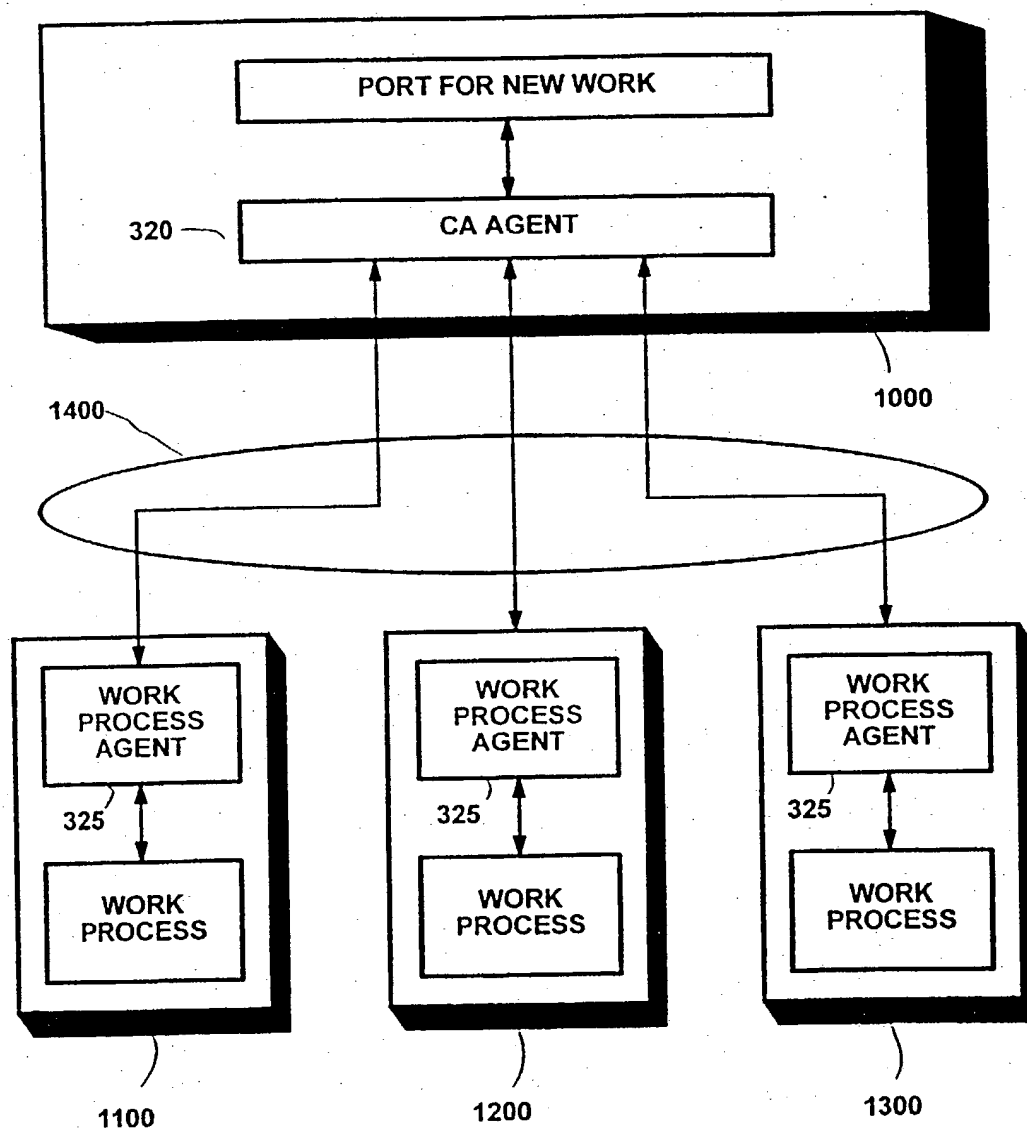 PORT FOR NEW WORK
320
CA AGENT
1000
1400
WORK
PROCESS
AGENT
325
WORK
PROCESS
1100
WORK
PROCESS
AGENT
325
WORK
PROCESS
1200
WORK
PROCESS
AGENT
325
WORK
PROCESS
1300